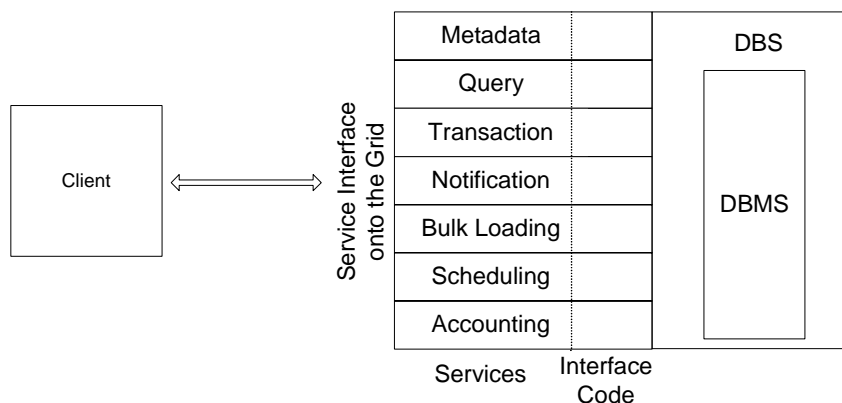 Client
Service Interface
onto the Grid
Metadata
Query
Transaction
Notification
Bulk Loading
Scheduling
Accounting
Services
Interface
Code
DBS
DBMS